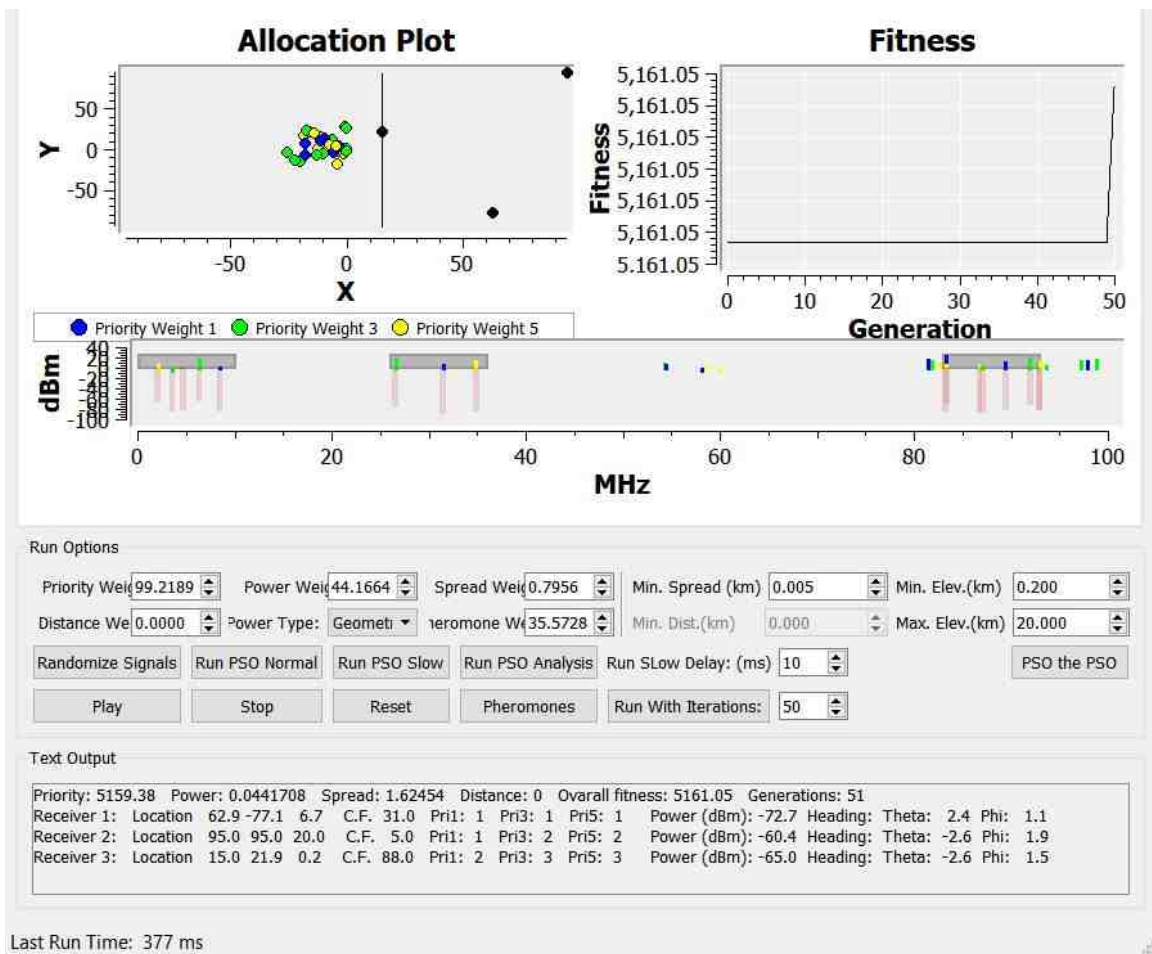 Allocation Plot
50
0
-50
Y
-50 0 50
X
Priority Weight 1 Priority Weight 3 Priority Weight 5
Fitness
5,161.05
5,161.05
5,161.05
5,161.05
5,161.05
5,161.05
5.161.05
Fitness
0 10 20 30 40 50
Generation
40
20
0
-20
-100
dBm
0 20 40 60 80 100
MHz
Run Options
Priority Weig 99.2189 Power Weig 44.1664 Spread Weig 0.7956 Min. Spread (km) 0.005 Min. Elev.(km) 0.200
Distance We 0.0000 Power Type: Geometi neromone We 35.5728 Min. Dist.(km) 0.000 Max. Elev.(km) 20.000
Randomize Signals Run PSO Normal Run PSO Slow Run PSO Analysis Run SLow Delay: (ms) 10 PSO the PSO
Play Stop Reset Pheromones Run With Iterations: 50
Text Output
Priority: 5159.38 Power: 0.0441708 Spread: 1.62454 Distance: 0 Ovarall fitness: 5161.05 Generations: 51
Receiver 1: Location 62.9 -77.1 6.7 C.F. 31.0 Pri1: 1 Pri3: 1 Pri5: 1 Power (dBm): -72.7 Heading: Theta: 2.4 Phi: 1.1
Receiver 2: Location 95.0 95.0 20.0 C.F. 5.0 Pri1: 1 Pri3: 2 Pri5: 2 Power (dBm): -60.4 Heading: Theta: -2.6 Phi: 1.9
Receiver 3: Location 15.0 21.9 0.2 C.F. 88.0 Pri1: 2 Pri3: 3 Pri5: 3 Power (dBm): -65.0 Heading: Theta: -2.6 Phi: 1.5
Last Run Time: 377 ms